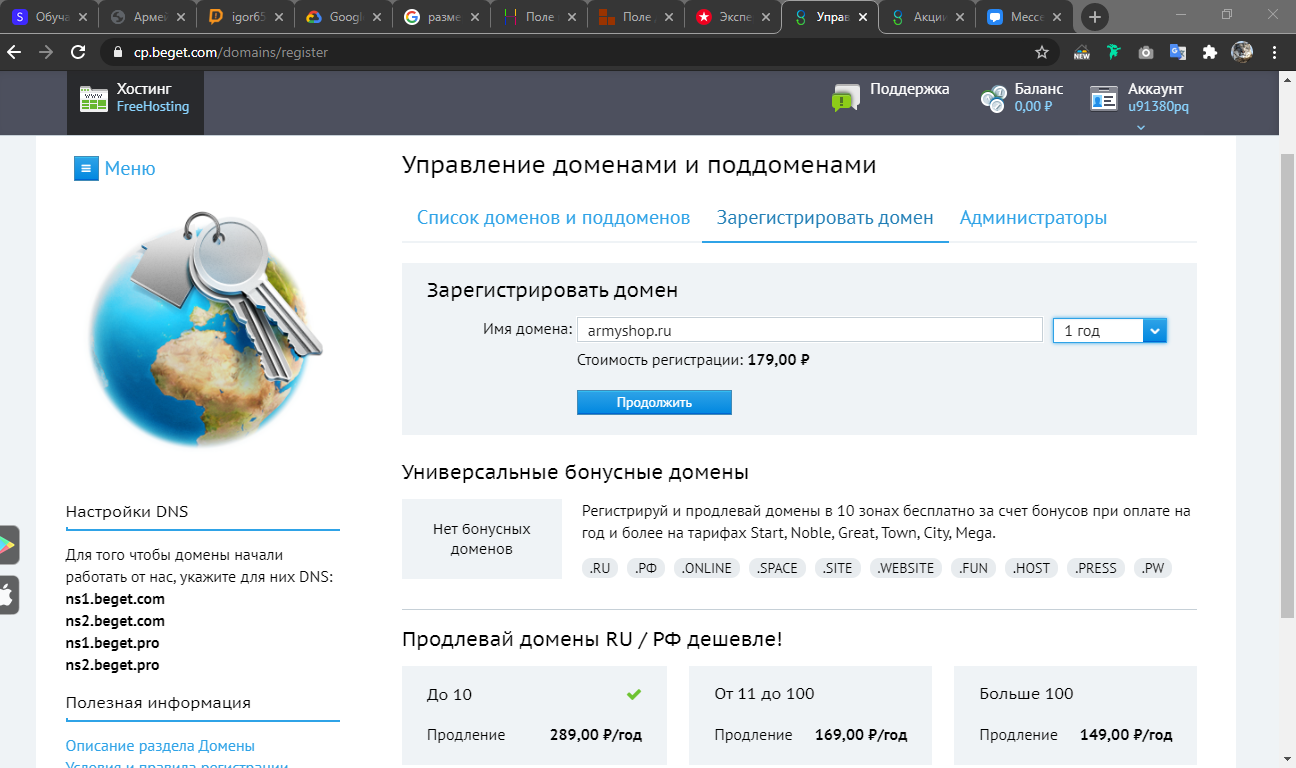 S Обуча
Армей
igor65
Google
разме
Поле
Поле
Экспе
Управ
Акции
Мессе
cp.beget.com/domains/register
NEW
Хостинг
FreeHosting
Поддержка
Баланс
0,00 ₽
Аккаунт
u91380pq
Меню
Управление доменами и поддоменами
Список доменов и поддоменов Зарегистрировать домен Администраторы
Зарегистрировать домен
Имя домена: armyshop.ru 1 год
Стоимость регистрации: 179,00 ₽
Продолжить
Универсальные бонусные домены
Нет бонусных
доменов
Регистрируй и продлевай домены в 10 зонах бесплатно за счет бонусов при оплате на
год и более на тарифах Start, Noble, Great, Town, City, Mega.
.RU .РФ .ONLINE .SPACE .SITE .WEBSITE .FUN .HOST .PRESS .PW
Настройки DNS
Для того чтобы домены начали
работать от нас, укажите для них DNS:
ns1.beget.com
ns2.beget.com
ns1.beget.pro
ns2.beget.pro
Полезная информация
Описание раздела Домены
Условия и правила регистрации
Продлевай домены RU / РФ дешевле!
До 10
Продление 289,00 ₽/год
От 11 до 100
Продление 169,00 ₽/год
Больше 100
Продление 149,00 ₽/год